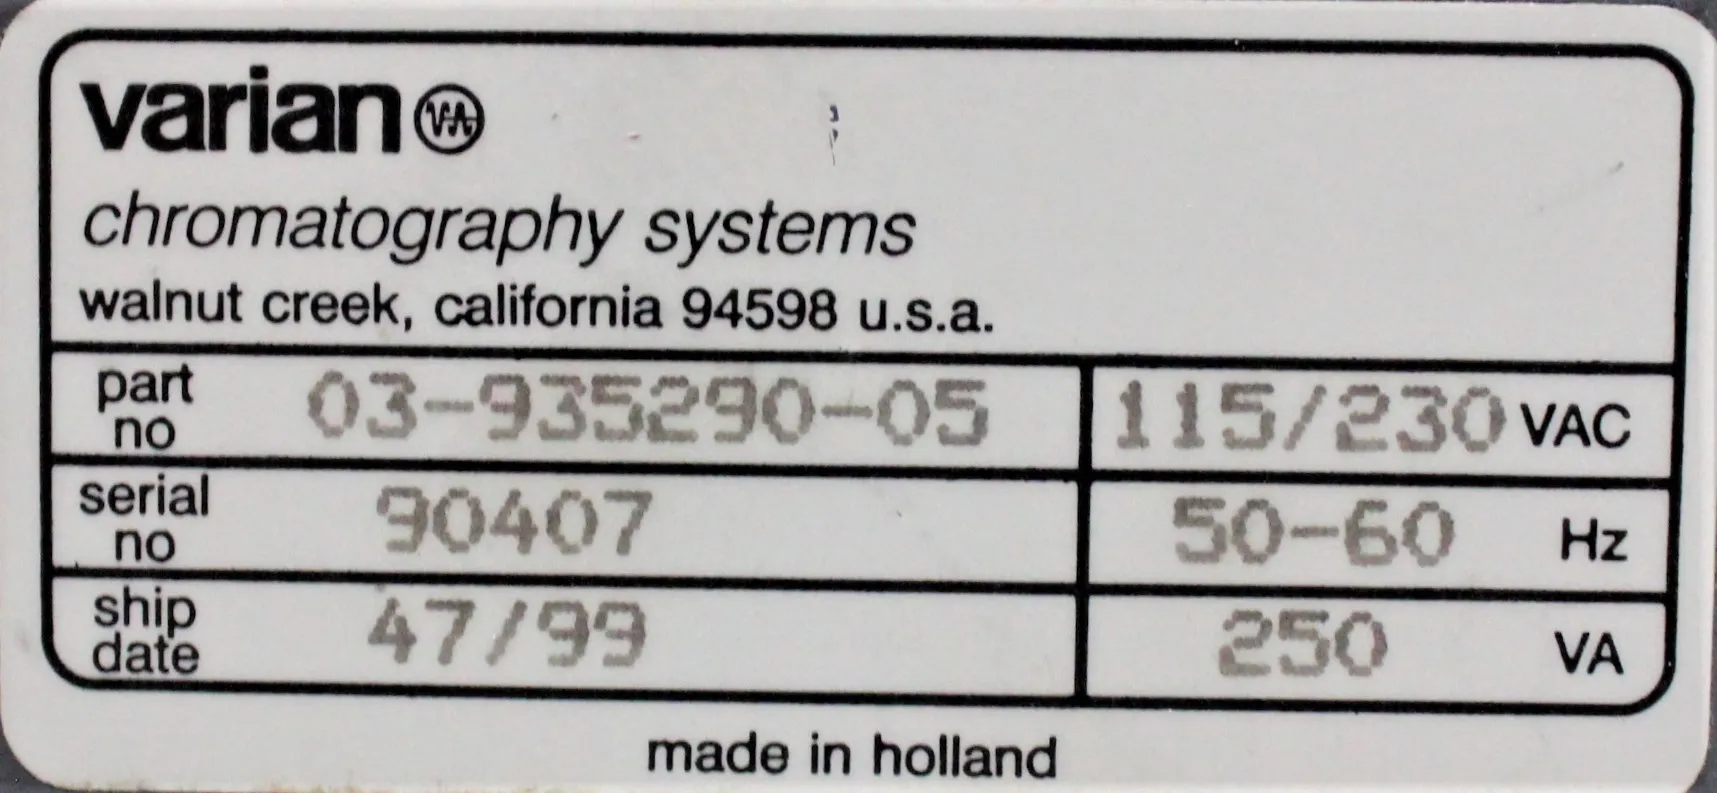 varian VA
chromatography systems
walnut creek, california 94598 u.s.a.
part no 03-935290-05 115/230 VAC
serial no 90407 50-60 Hz
ship date 47/99 250 VA
made in holland